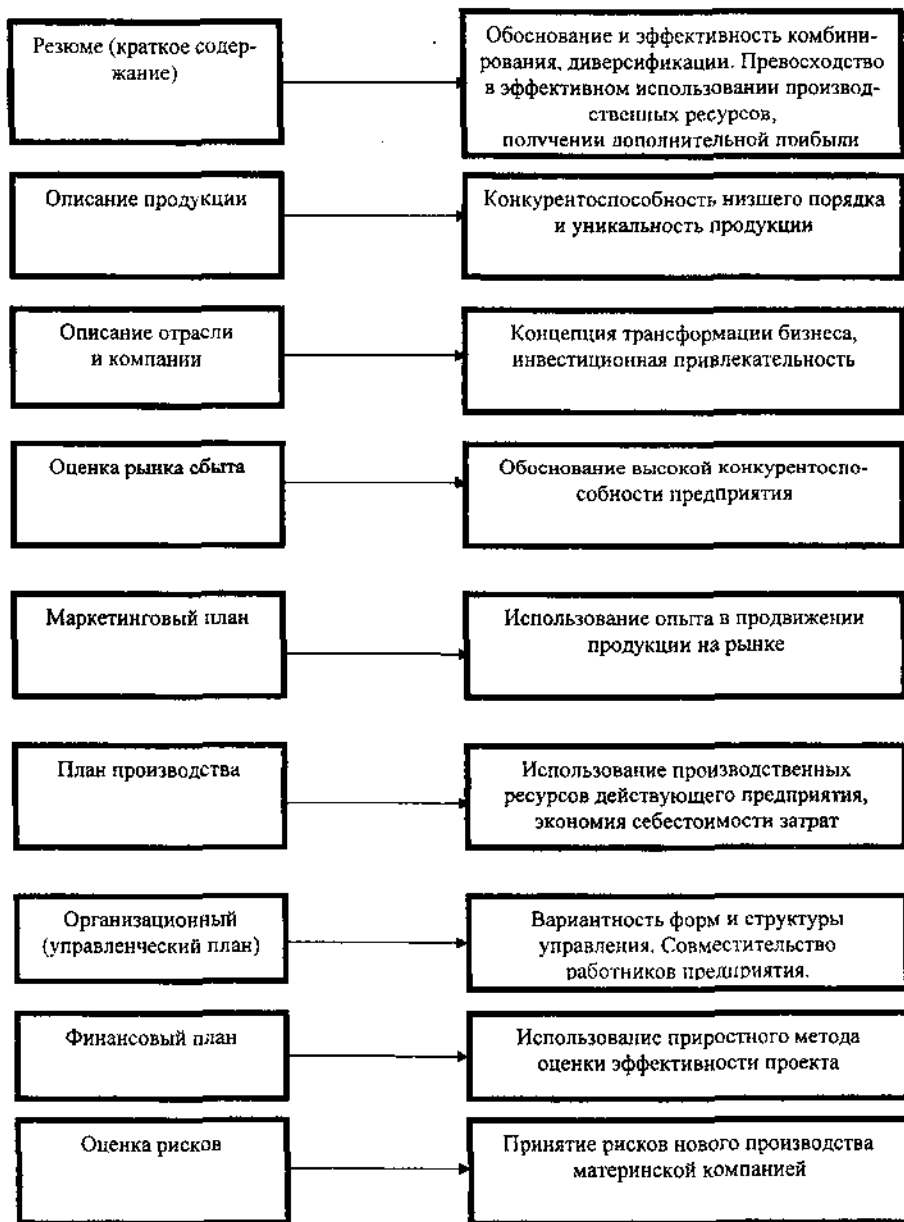 Резюме (краткое содер-
жание)
Обоснование и эффективность комбини-
рования, диверсификации. Превосходство
в эффективном использовании производ-
ственных ресурсов,
получении дополнительной прибыли
Описание продукции
Конкурентоспособность низшего порядка
и уникальность продукции
Описание отрасли
и компании
Концепция трансформации бизнеса,
инвестиционная привлекательность
Оценка рынка сбыта
Обоснование высокой конкурентоспо-
собности предприятия
Маркетинговый план
Использование опыта в продвижении
продукции на рынке
План производства
Использование производственных
ресурсов действующего предприятия,
экономия себестоимости затрат
Организационный
(управленческий план)
Вариантность форм и структуры
управления. Совместительство
работников предприятия.
Финансовый план
Использование приростного метода
оценки эффективности проекта
Оценка рисков
Принятие рисков нового производства
материнской компанией